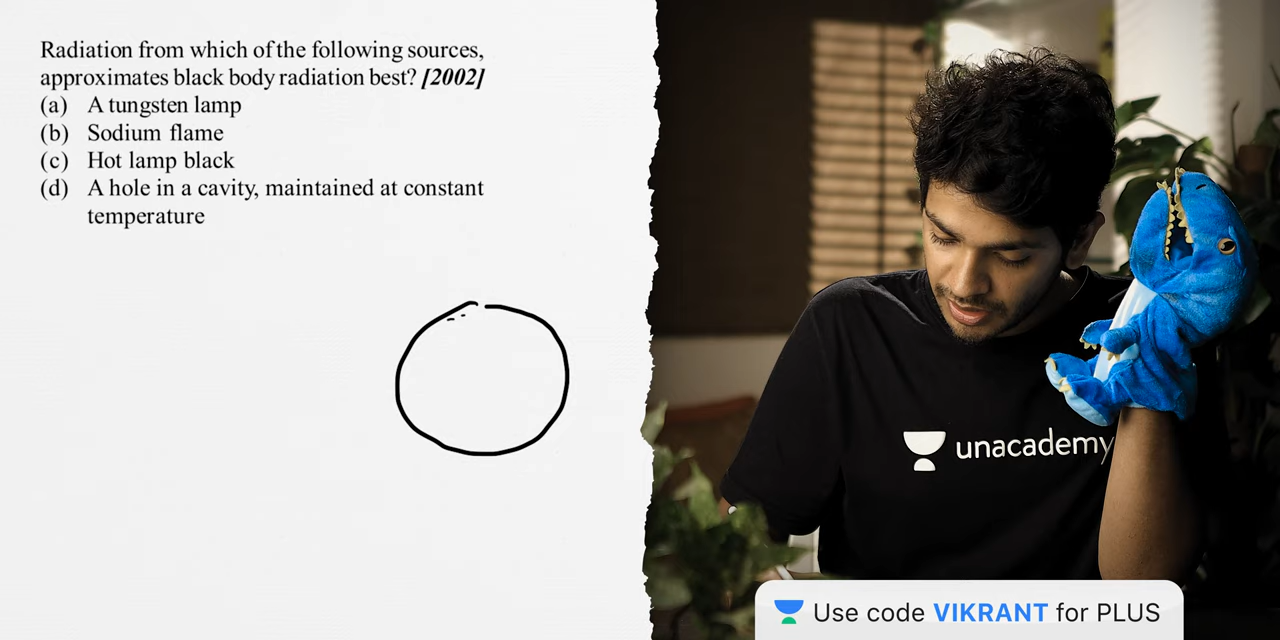 Radiation from which of the following sources,
approximates black body radiation best? [2002]
(a) A tungsten lamp
(b) Sodium flame
(c) Hot lamp black
(d) A hole in a cavity, maintained at constant
temperature
unacademy
Use code VIKRANT for PLUS